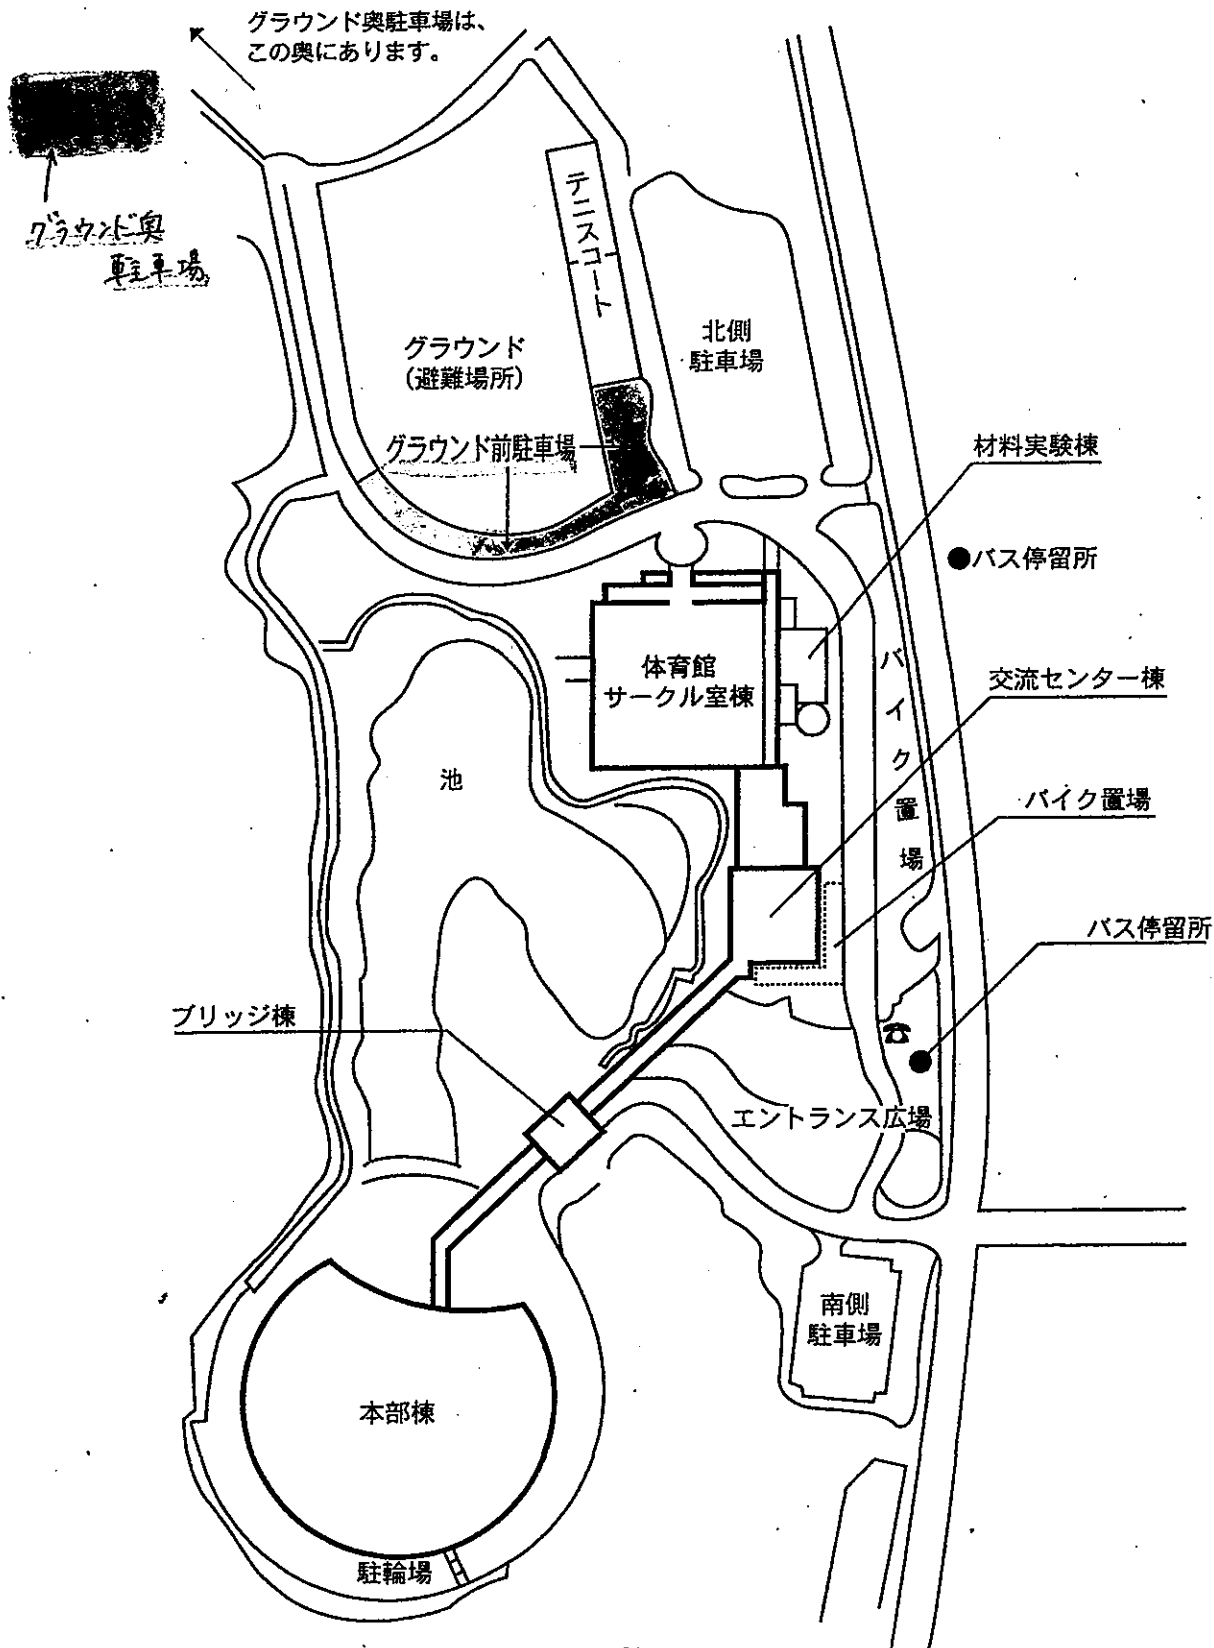 グラウンド奥駐車場は、
この奥にあります。
グラウンド奥
駐車場
テニスコート
北側
駐車場
グラウンド
(避難場所)
グラウンド前駐車場
材料実験棟
●バス停留所
体育館
サークル室棟
バイク置場
交流センター棟
池
バイク置場
バス停留所
ブリッジ棟
エントランス広場
南側
駐車場
本部棟
駐輪場